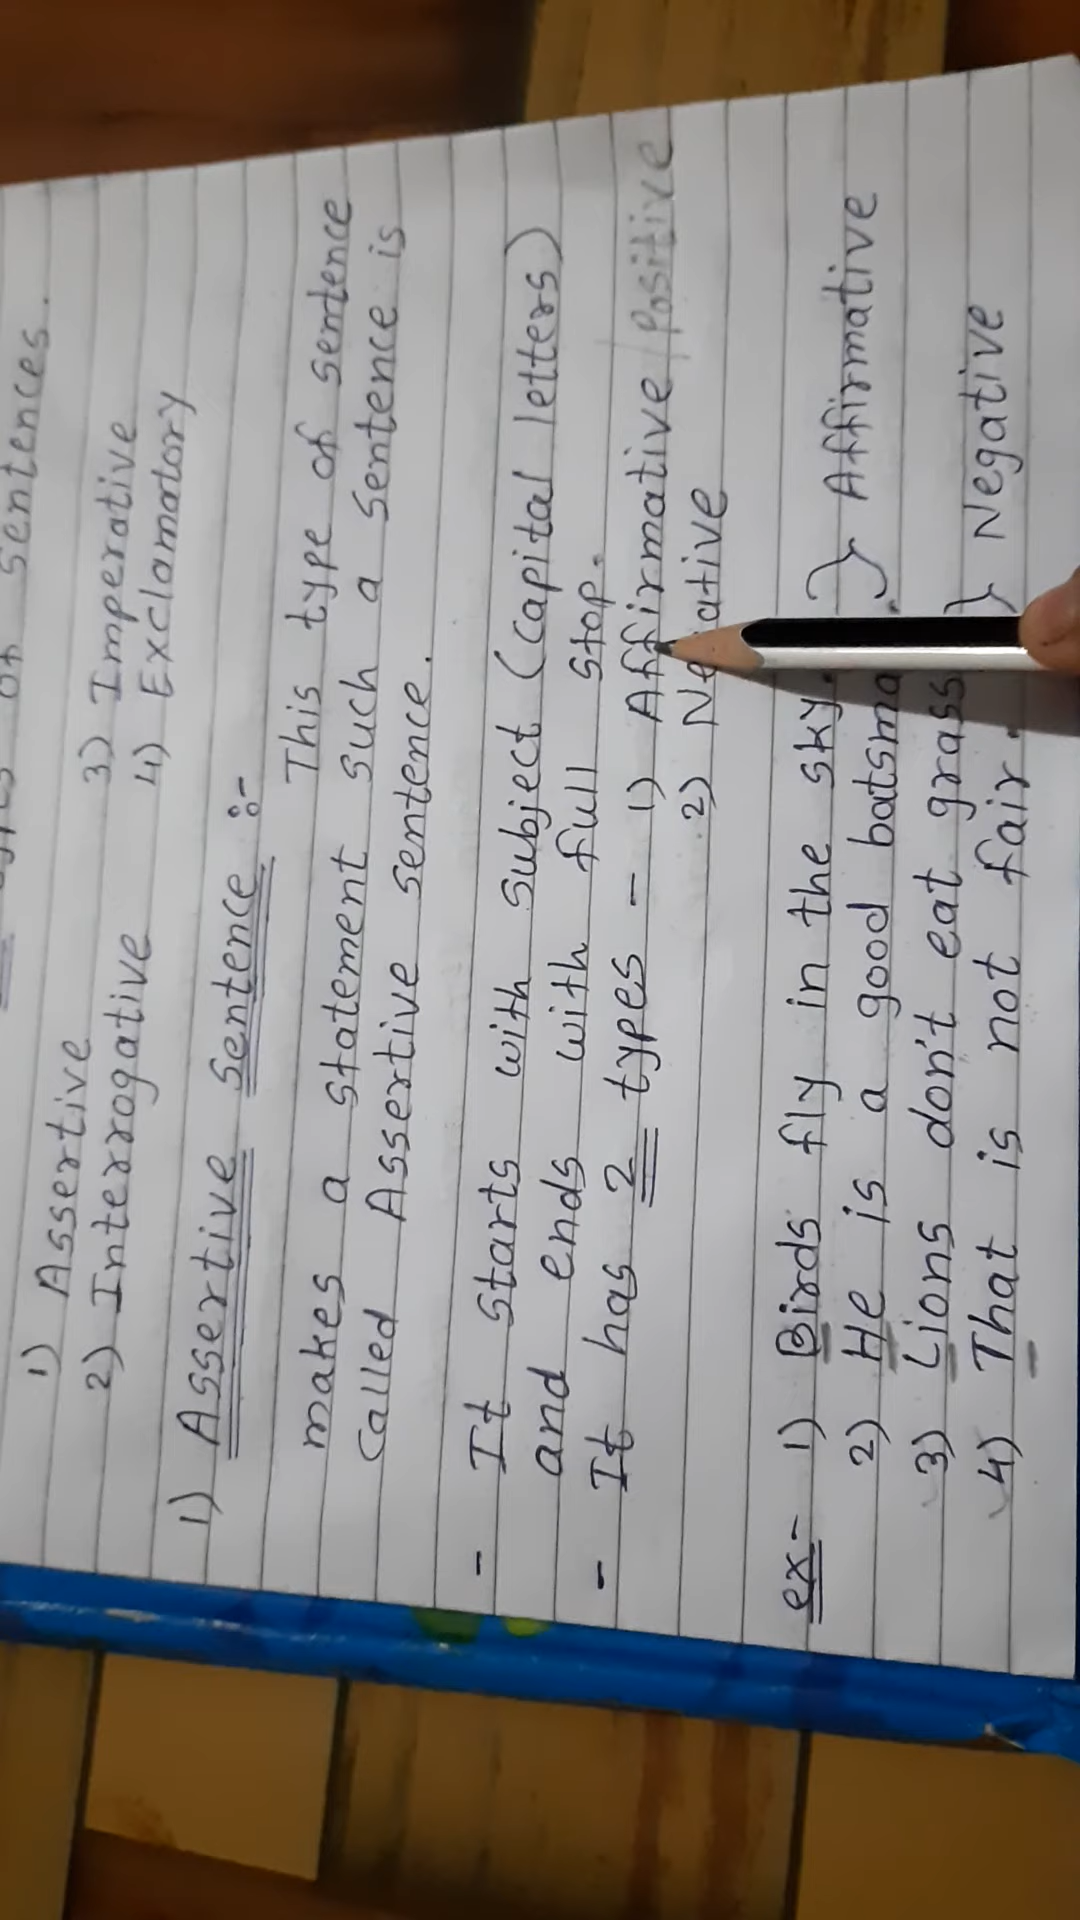 of sentences.
1) Assertive 3) Imperative
2) Interrogative 4) Exclamatory
1) Assertive sentence :-
This type of sentence
makes a statement such a sentence is
called Assertive sentence.
- It starts with subject (capital letters)
and ends with full stop.
- It has 2 types - 1) Affirmative/Positive
2) Negative
ex- 1) Birds fly in the sky. } Affirmative
2) He is a good batsma
3) Lions don't eat grass } Negative
4) That is not fair.